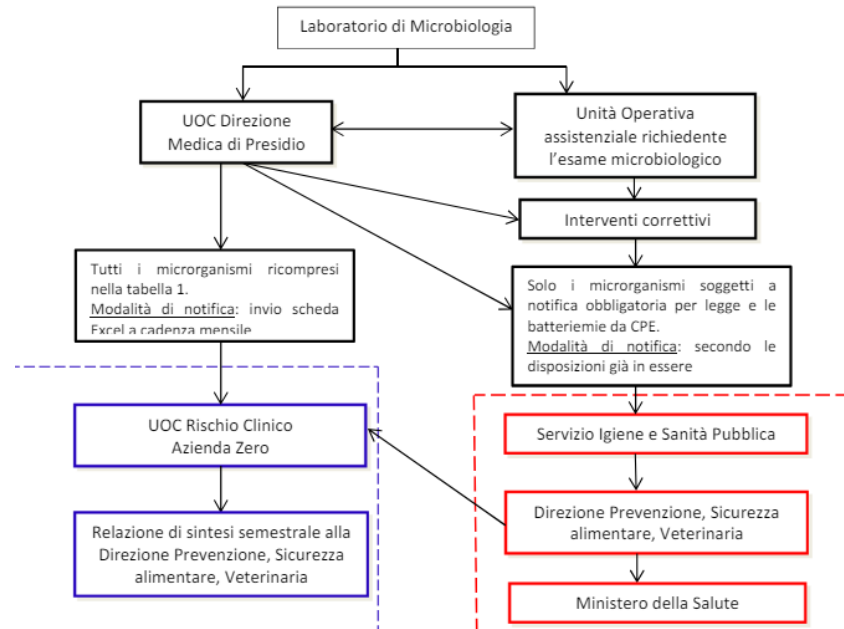 Laboratorio di Microbiologia
UOC Direzione
Medica di Presidio
Unità Operativa
assistenziale richiedente
l'esame microbiologico
Interventi correttivi
Tutti i microrganismi ricompresi
nella tabella 1.
Modalità di notifica: invio scheda
Excel a cadenza mensile
Solo i microrganismi soggetti a
notifica obbligatoria per legge e le
batteriemie da CPE.
Modalità di notifica: secondo le
disposizioni già in essere
UOC Rischio Clinico
Azienda Zero
Servizio Igiene e Sanità Pubblica
Relazione di sintesi semestrale alla
Direzione Prevenzione, Sicurezza
alimentare, Veterinaria
Direzione Prevenzione, Sicurezza
alimentare, Veterinaria
Ministero della Salute